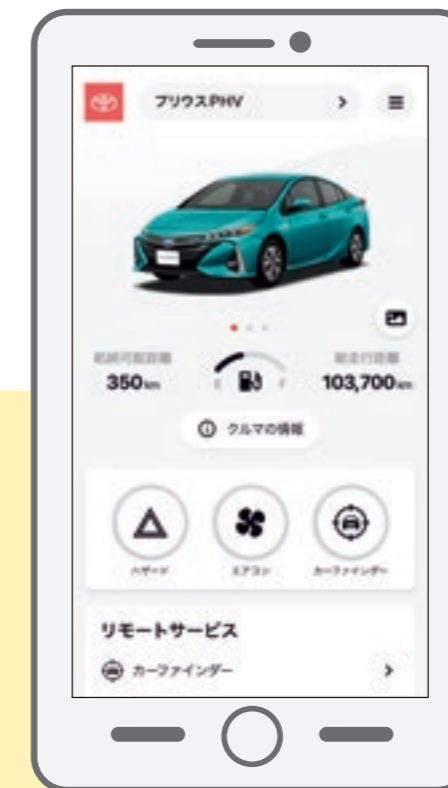 プリウスPHV
航続可能距離
総走行距離
350km
E
F
103,700km
クルマの情報
ハザード
エアコン
カーファインダー
リモートサービス
カーファインダー